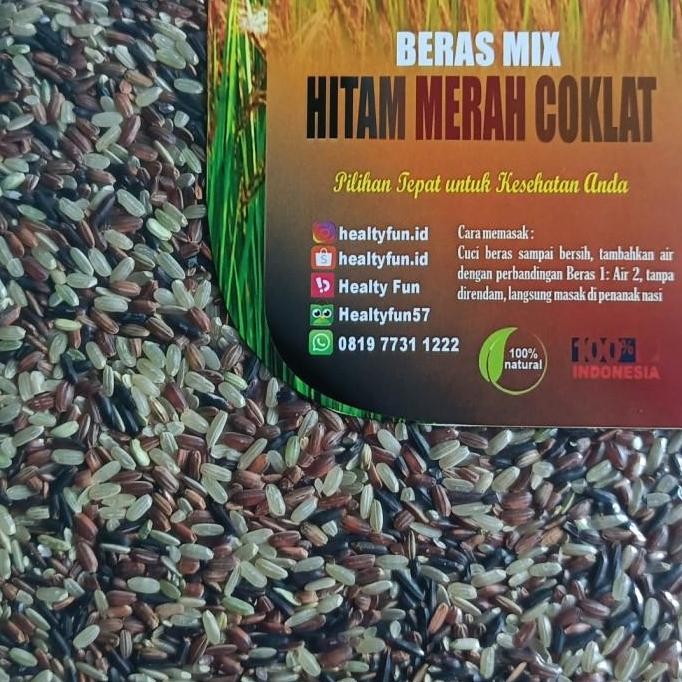 BERAS MIX
HITAM MERAH COKLAT
Pilihan Tepat untuk Kesehatan Anda
healtyfun.id
healtyfun.id
Healty Fun
Healtyfun57
0819 7731 1222
Cara memasak :
Cuci beras sampai bersih, tambahkan air
dengan perbandingan Beras 1: Air 2, tanpa
direndam, langsung masak di penanak nasi
100%
natural
100%
INDONESIA